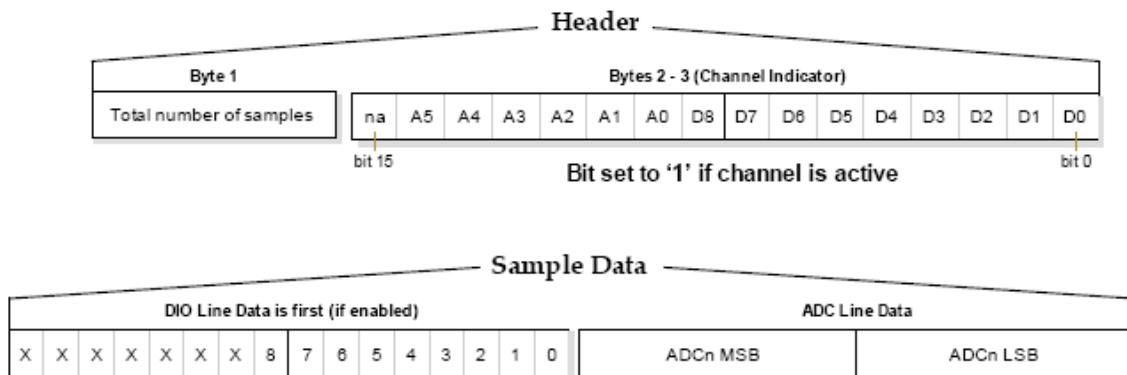 Header
Byte 1 Bytes 2 - 3 (Channel Indicator)
Total number of samples na A5 A4 A3 A2 A1 A0 D8 D7 D6 D5 D4 D3 D2 D1 D0
bit 15 bit 0
Bit set to ‘1’ if channel is active
Sample Data
DIO Line Data is first (if enabled) ADC Line Data
X X X X X X X 8 7 6 5 4 3 2 1 0 ADCn MSB ADCn LSB